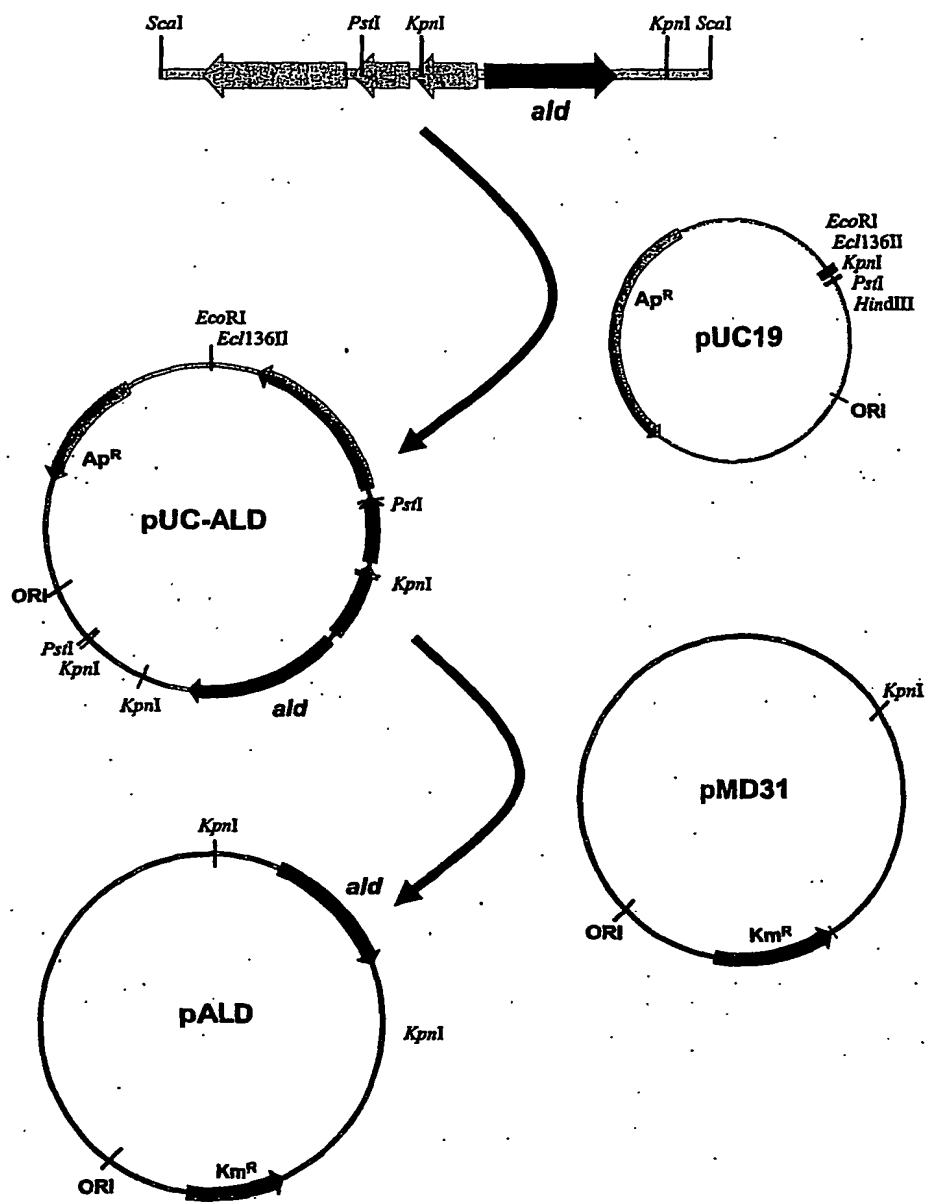 ScaI PstI KpnI KpnI ScaI
ald
EcoRI
Ecl136II
KpnI
PstI
HindIII
ApR
pUC19
ORI
EcoRI
Ecl136II
ApR
PstI
pUC-ALD
KpnI
ORI
PstI
KpnI
KpnI
ald
KpnI
pMD31
ORI
KmR
KpnI
ald
pALD
KpnI
ORI
KmR